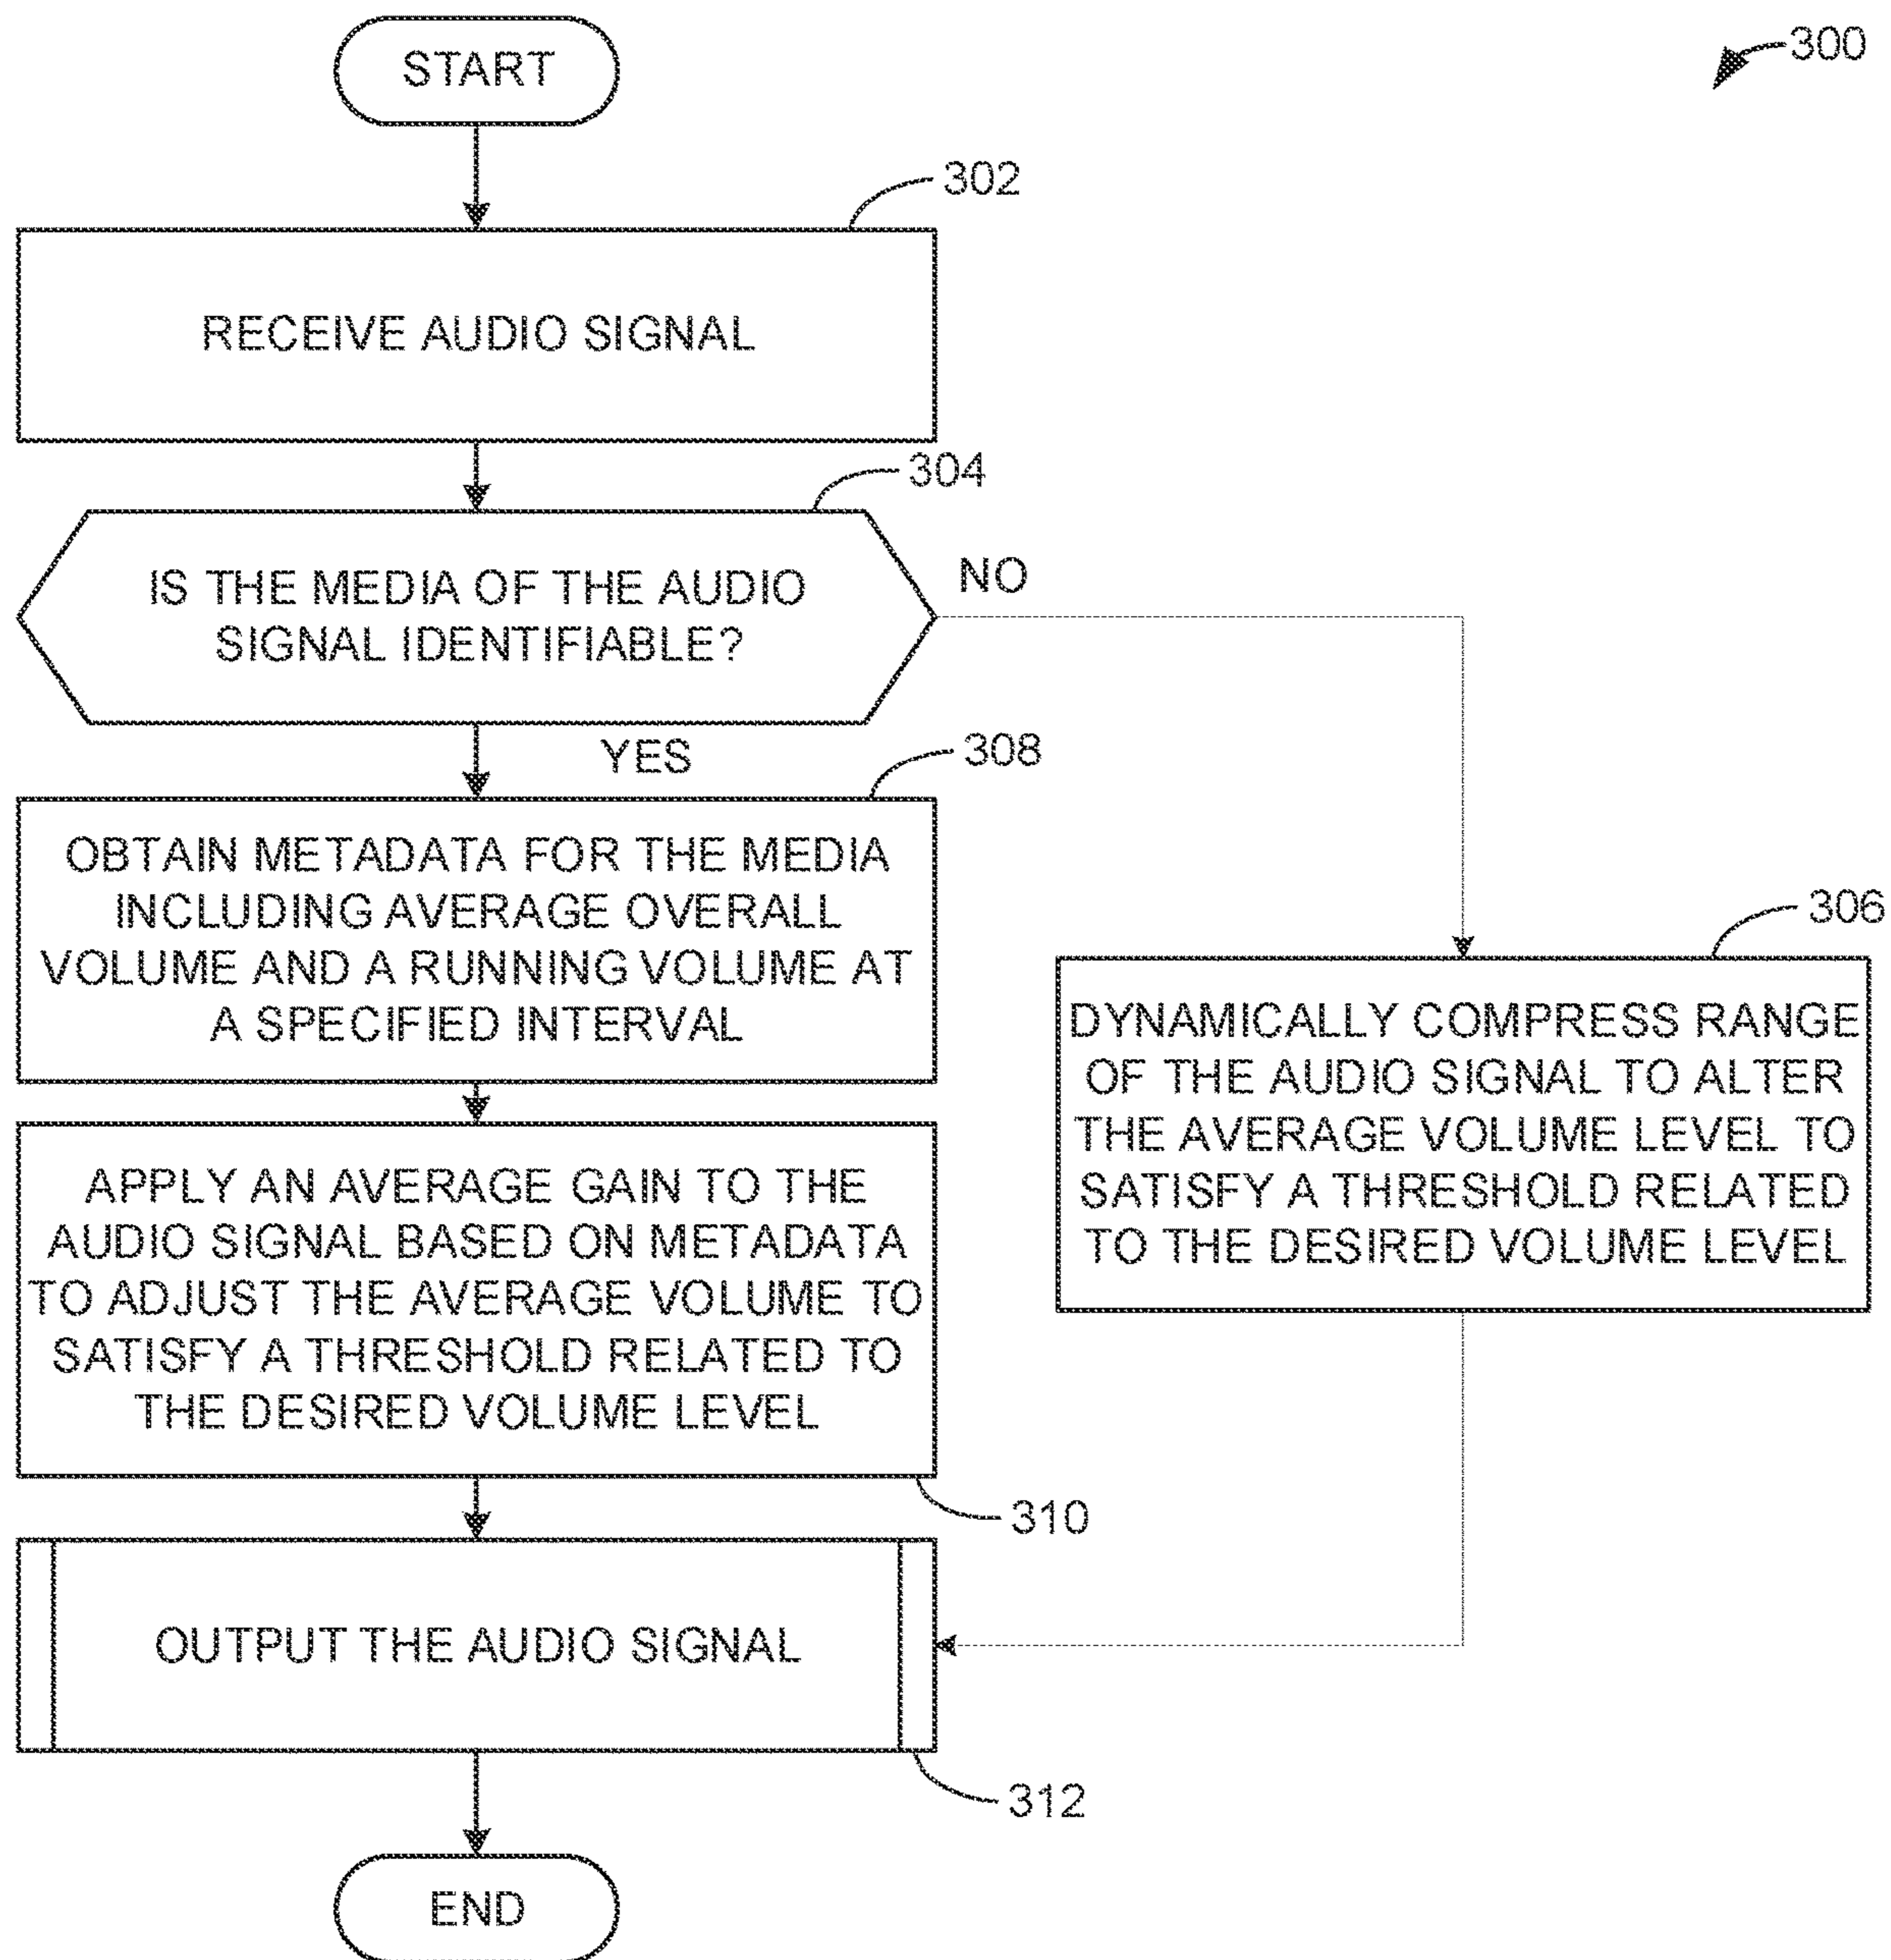 START
300
302
RECEIVE AUDIO SIGNAL
304
IS THE MEDIA OF THE AUDIO
SIGNAL IDENTIFIABLE?
NO
YES
308
OBTAIN METADATA FOR THE MEDIA
INCLUDING AVERAGE OVERALL
VOLUME AND A RUNNING VOLUME AT
A SPECIFIED INTERVAL
306
DYNAMICALLY COMPRESS RANGE
OF THE AUDIO SIGNAL TO ALTER
THE AVERAGE VOLUME LEVEL TO
SATISFY A THRESHOLD RELATED
TO THE DESIRED VOLUME LEVEL
APPLY AN AVERAGE GAIN TO THE
AUDIO SIGNAL BASED ON METADATA
TO ADJUST THE AVERAGE VOLUME TO
SATISFY A THRESHOLD RELATED TO
THE DESIRED VOLUME LEVEL
310
OUTPUT THE AUDIO SIGNAL
312
END